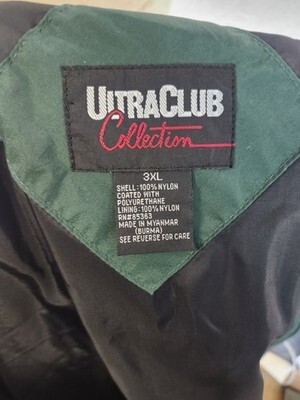 ULTRACLUB
Collection
3XL
SHELL: 100% NYLON
COATED WITH
POLYURETHANE
LINING: 100% NYLON
RN#85363
MADE IN MYANMAR
(BURMA)
SEE REVERSE FOR CARE